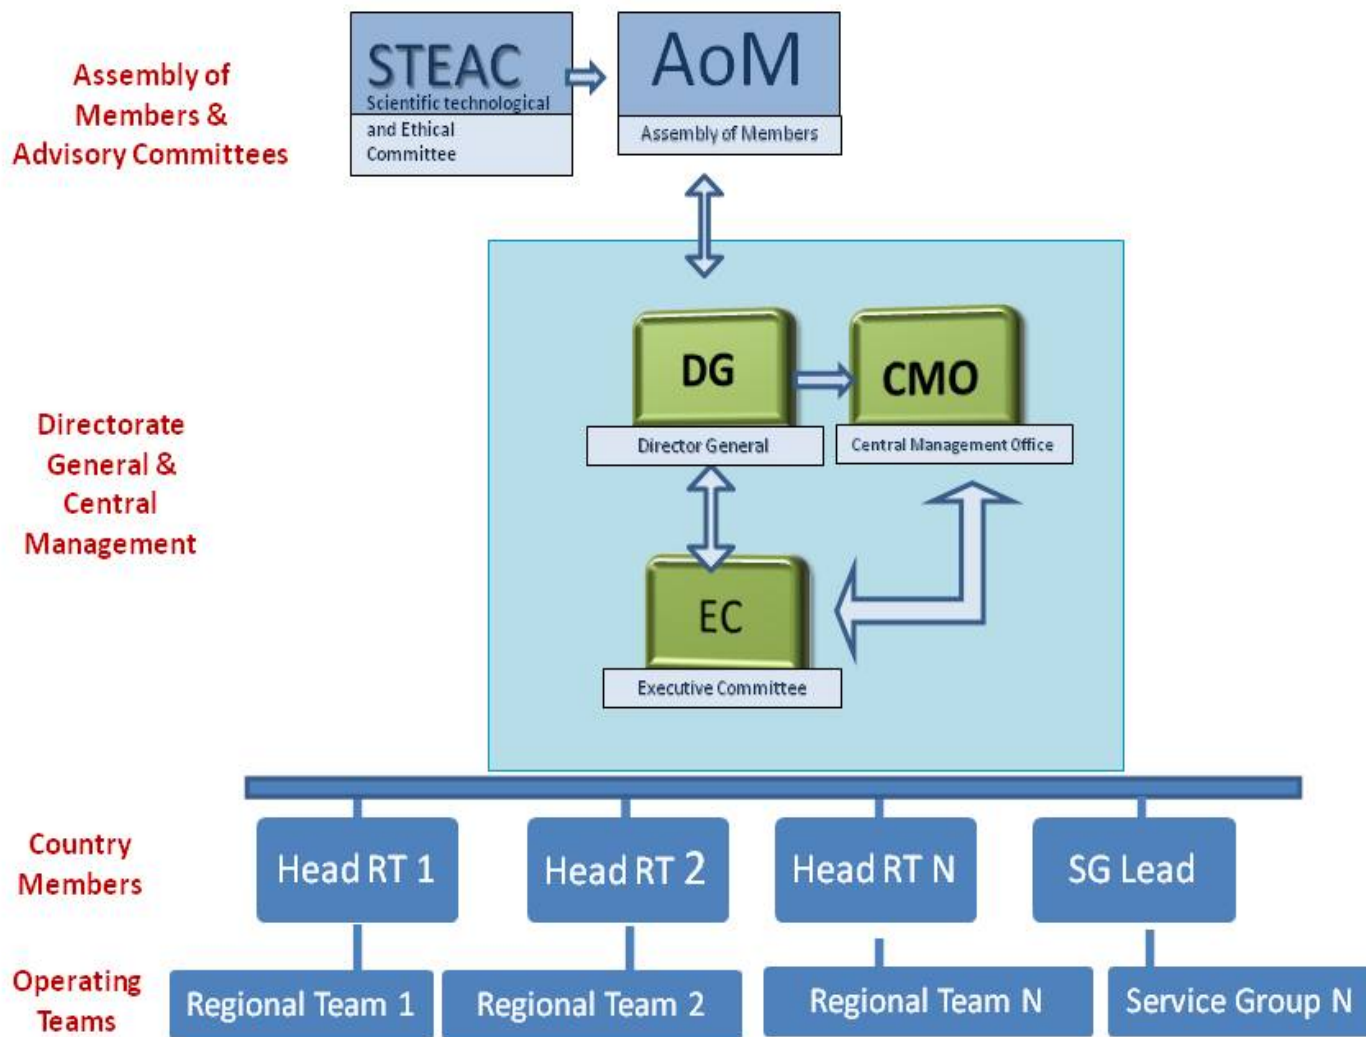 Assembly of
Members &
Advisory Committees
STEAC
Scientific technological
and Ethical
Committee
AoM
Assembly of Members
Directorate
General &
Central
Management
DG
Director General
CMO
Central Management Office
EC
Executive Committee
Country
Members
Head RT 1
Head RT 2
Head RT N
SG Lead
Operating
Teams
Regional Team 1
Regional Team 2
Regional Team N
Service Group N